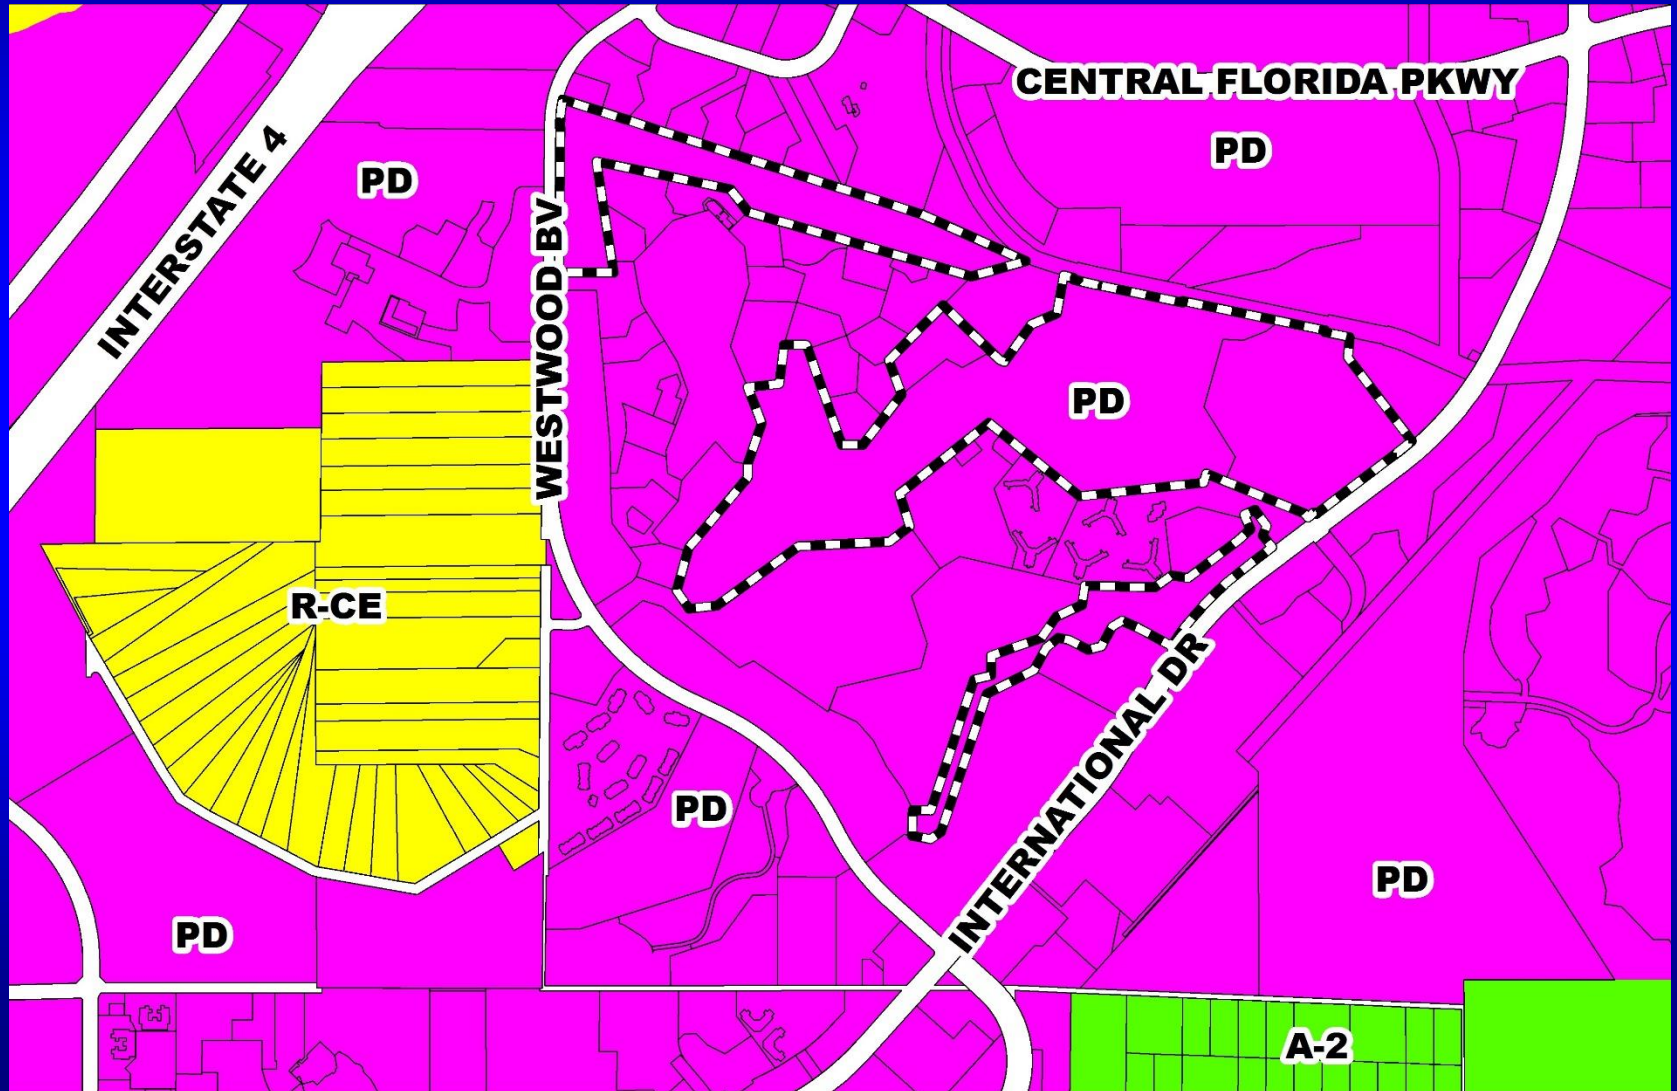 CENTRAL FLORIDA PKWY
PD
PD
INTERSTATE 4
WESTWOOD BV
PD
R-CE
INTERNATIONAL DR
PD
PD
PD
A-2